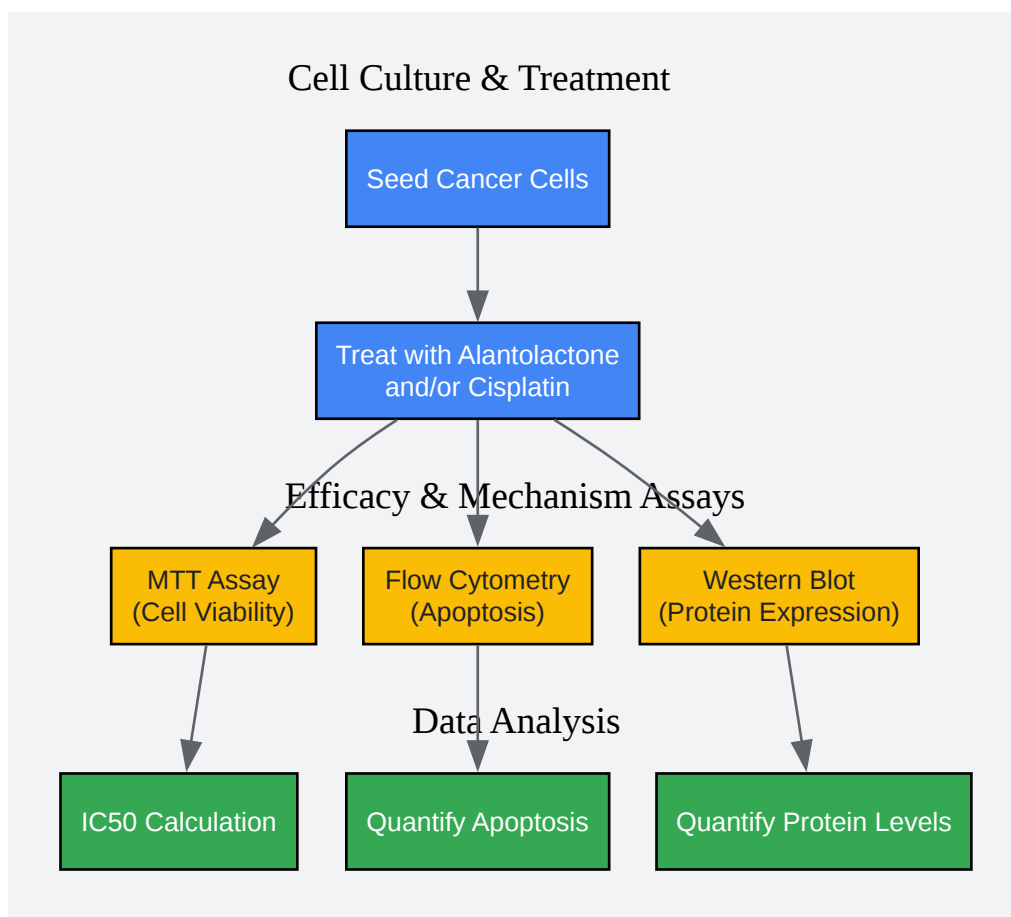 Cell Culture & Treatment
Seed Cancer Cells
Treat with Alantolactone
and/or Cisplatin
Efficacy & Mechanism Assays
MTT Assay
(Cell Viability)
Flow Cytometry
(Apoptosis)
Western Blot
(Protein Expression)
Data Analysis
IC50 Calculation
Quantify Apoptosis
Quantify Protein Levels